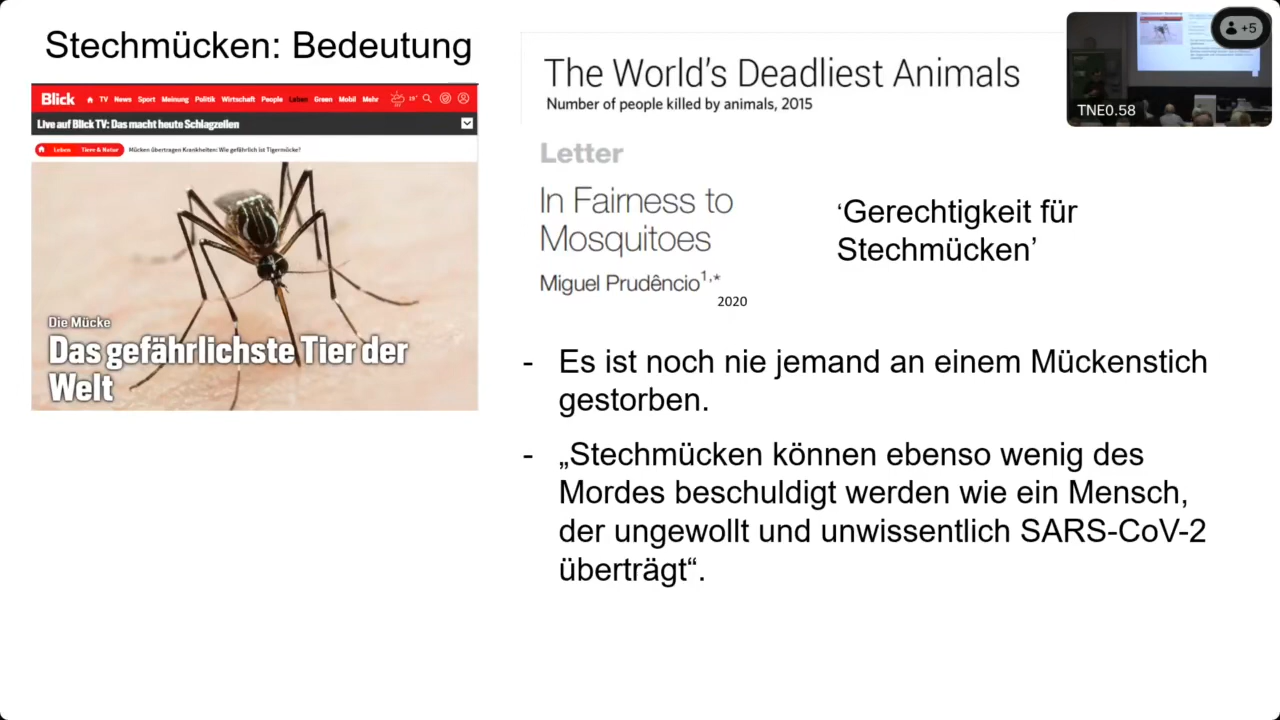 Stechmücken: Bedeutung
Blick TV News Sport Meinung Politik Wirtschaft People Leben Green Mobil Mehr 15°
Live auf Blick TV: Das macht heute Schlagzeilen
Leben Tiere & Natur Mücken übertragen Krankheiten: Wie gefährlich ist Tigermücke?
Die Mücke
Das gefährlichste Tier der
Welt
The World's Deadliest Animals
Number of people killed by animals, 2015
Letter
In Fairness to
Mosquitoes
Miguel Prudêncio1,*
2020
‘Gerechtigkeit für
Stechmücken’
- Es ist noch nie jemand an einem Mückenstich
gestorben.
- „Stechmücken können ebenso wenig des
Mordes beschuldigt werden wie ein Mensch,
der ungewollt und unwissentlich SARS-CoV-2
überträgt“.
+5
TNE0.58